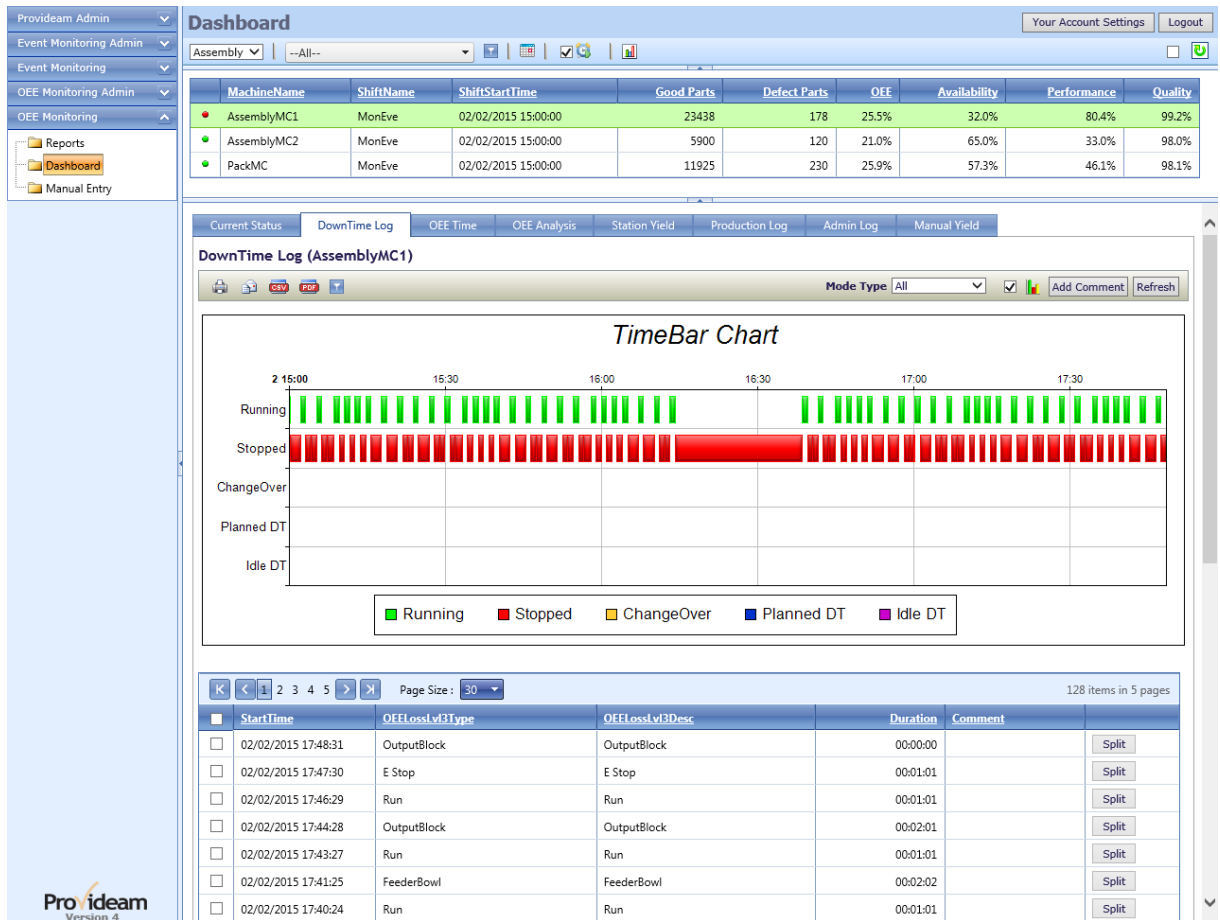 Provideam Admin
Event Monitoring Admin
Event Monitoring
OEE Monitoring Admin
OEE Monitoring
Reports
Dashboard
Manual Entry
Dashboard
Your Account Settings Logout
Assembly --All--
MachineName ShiftName ShiftStartTime Good Parts Defect Parts OEE Availability Performance Quality
AssemblyMC1 MonEve 02/02/2015 15:00:00 23438 178 25.5% 32.0% 80.4% 99.2%
AssemblyMC2 MonEve 02/02/2015 15:00:00 5900 120 21.0% 65.0% 33.0% 98.0%
PackMC MonEve 02/02/2015 15:00:00 11925 230 25.9% 57.3% 46.1% 98.1%
Current Status DownTime Log OEE Time OEE Analysis Station Yield Production Log Admin Log Manual Yield
DownTime Log (AssemblyMC1)
CSV PDF Mode Type All Add Comment Refresh
TimeBar Chart
2 15:00 15:30 16:00 16:30 17:00 17:30
Running
Stopped
ChangeOver
Planned DT
Idle DT
Running Stopped ChangeOver Planned DT Idle DT
1 2 3 4 5 Page Size : 30 128 items in 5 pages
StartTime OEELossLvl3Type OEELossLvl3Desc Duration Comment
02/02/2015 17:48:31 OutputBlock OutputBlock 00:00:00 Split
02/02/2015 17:47:30 E Stop E Stop 00:01:01 Split
02/02/2015 17:46:29 Run Run 00:01:01 Split
02/02/2015 17:44:28 OutputBlock OutputBlock 00:02:01 Split
02/02/2015 17:43:27 Run Run 00:01:01 Split
02/02/2015 17:41:25 FeederBowl FeederBowl 00:02:02 Split
02/02/2015 17:40:24 Run Run 00:01:01 Split
Provideam
Version 4